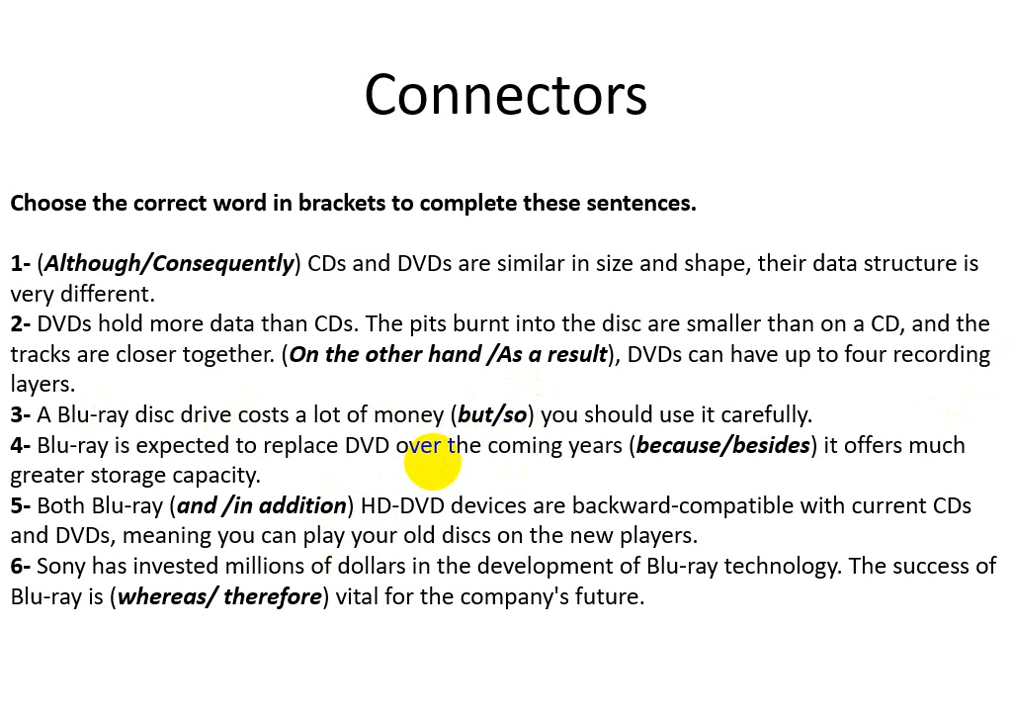 Connectors
Choose the correct word in brackets to complete these sentences.
1- (Although/Consequently) CDs and DVDs are similar in size and shape, their data structure is
very different.
2- DVDs hold more data than CDs. The pits burnt into the disc are smaller than on a CD, and the
tracks are closer together. (On the other hand /As a result), DVDs can have up to four recording
layers.
3- A Blu-ray disc drive costs a lot of money (but/so) you should use it carefully.
4- Blu-ray is expected to replace DVD over the coming years (because/besides) it offers much
greater storage capacity.
5- Both Blu-ray (and /in addition) HD-DVD devices are backward-compatible with current CDs
and DVDs, meaning you can play your old discs on the new players.
6- Sony has invested millions of dollars in the development of Blu-ray technology. The success of
Blu-ray is (whereas/ therefore) vital for the company's future.